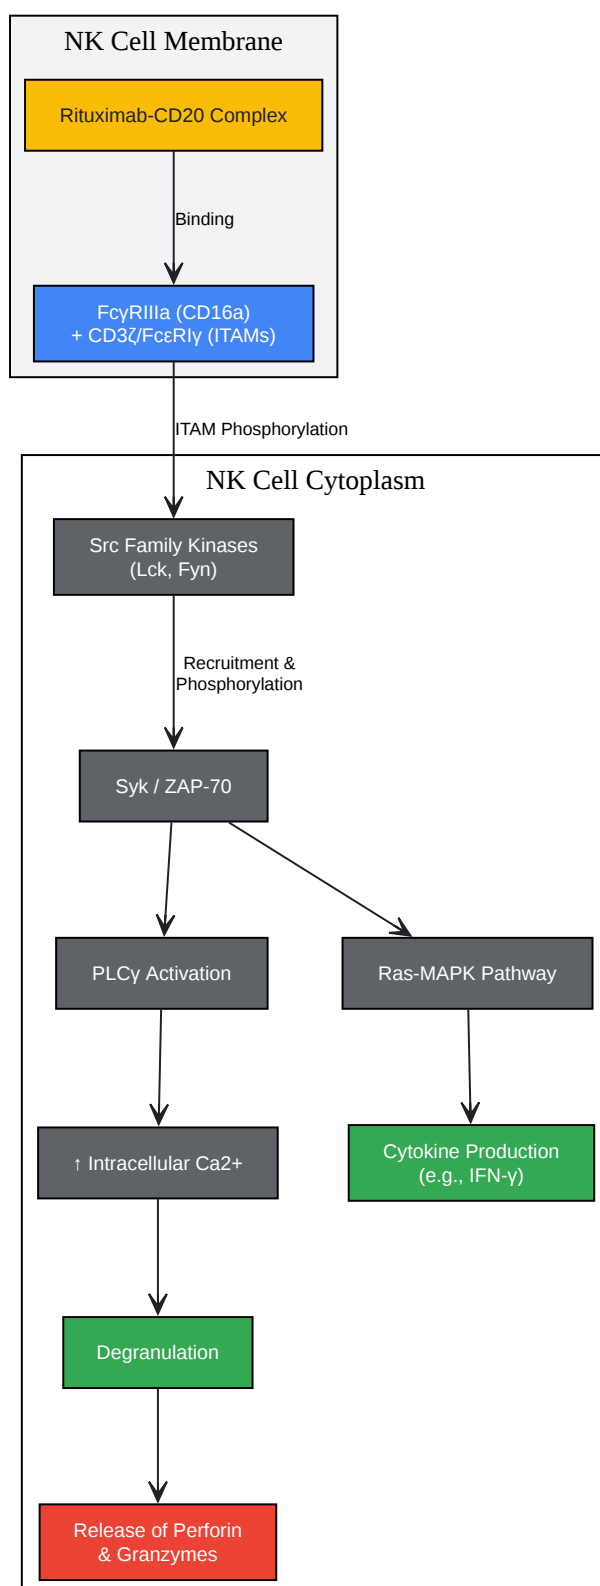 NK Cell Membrane
Rituximab-CD20 Complex
Binding
FcγRIIIa (CD16a)
+ CD3ζ/FcεRIγ (ITAMs)
ITAM Phosphorylation
NK Cell Cytoplasm
Src Family Kinases
(Lck, Fyn)
Recruitment &
Phosphorylation
Syk / ZAP-70
PLCγ Activation
Ras-MAPK Pathway
↑ Intracellular Ca2+
Cytokine Production
(e.g., IFN-γ)
Degranulation
Release of Perforin
& Granzymes